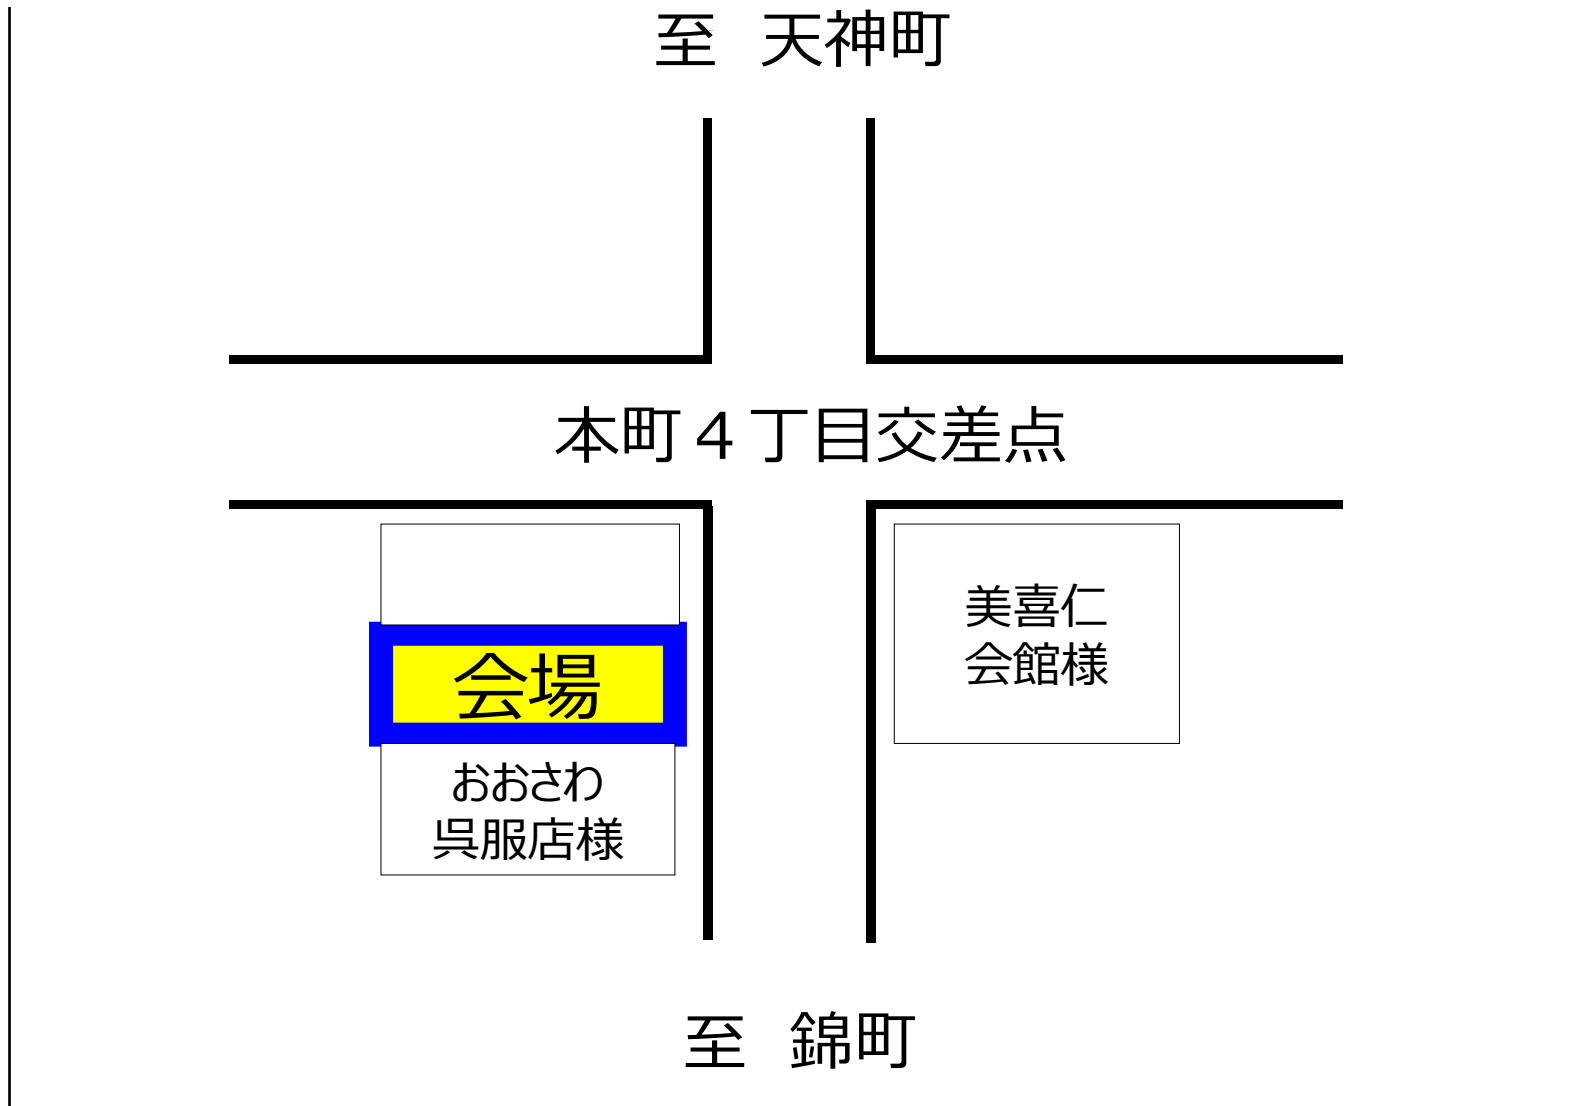 至　天神町
本町４丁目交差点
会場
おおさわ
呉服店様
美喜仁
会館様
至　錦町